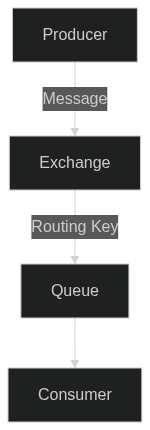 Producer
Message
Exchange
Routing Key
Queue
Consumer